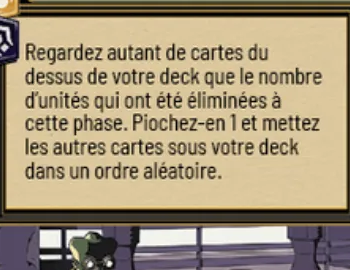 Regardez autant de cartes du
dessus de votre deck que le nombre
d'unités qui ont été éliminées à
cette phase. Piochez-en 1 et mettez
les autres cartes sous votre deck
dans un ordre aléatoire.